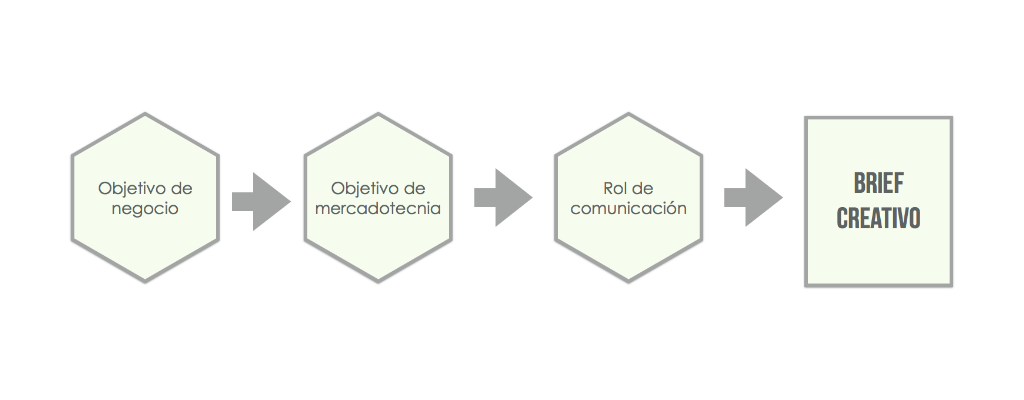 Objetivo de
negocio
Objetivo de
mercadotecnia
Rol de
comunicación
BRIEF
CREATIVO